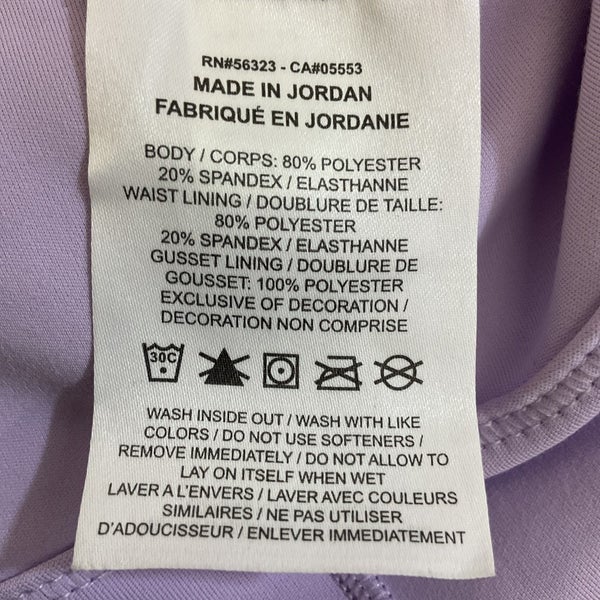 RN#56323 - CA#05553
MADE IN JORDAN
FABRIQUÉ EN JORDANIE
BODY / CORPS: 80% POLYESTER
20% SPANDEX / ELASTHANNE
WAIST LINING / DOUBLURE DE TAILLE:
80% POLYESTER
20% SPANDEX / ELASTHANNE
GUSSET LINING / DOUBLURE DE
GOUSSET: 100% POLYESTER
EXCLUSIVE OF DECORATION /
DECORATION NON COMPRISE
30C
WASH INSIDE OUT / WASH WITH LIKE
COLORS / DO NOT USE SOFTENERS /
REMOVE IMMEDIATELY / DO NOT ALLOW TO
LAY ON ITSELF WHEN WET
LAVER A L'ENVERS / LAVER AVEC COULEURS
SIMILAIRES / NE PAS UTILISER
D'ADOUCISSEUR / ENLEVER IMMEDIATEMENT